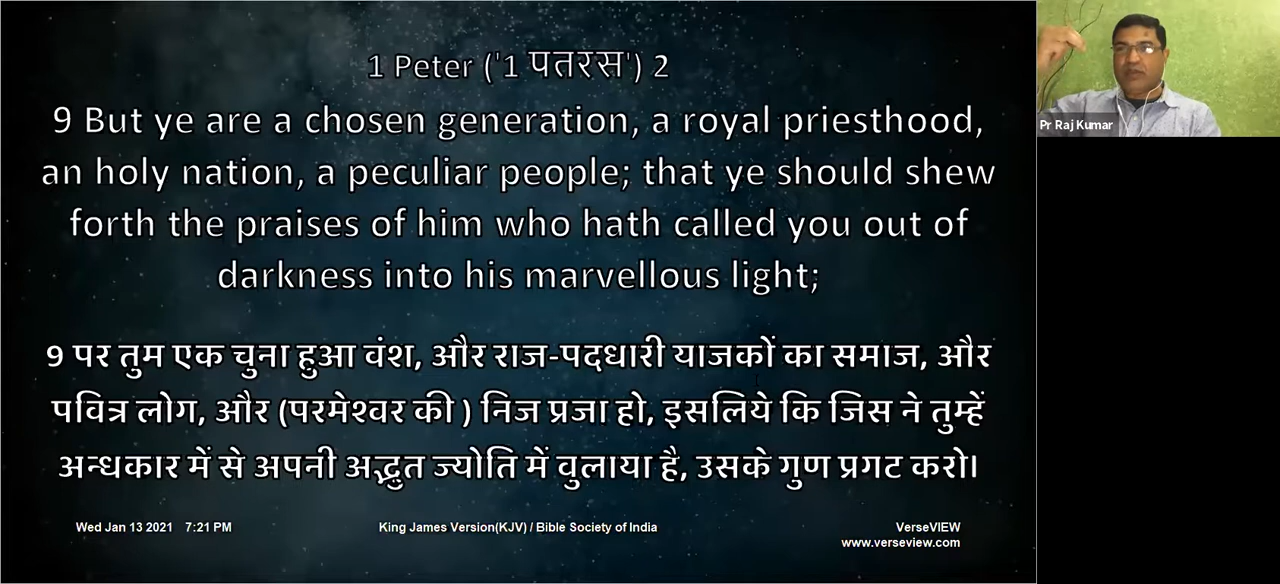 1 Peter ('1 पतरस') 2
9 But ye are a chosen generation, a royal priesthood,
an holy nation, a peculiar people; that ye should shew
forth the praises of him who hath called you out of
darkness into his marvellous light;
9 पर तुम एक चुना हुआ वंश, और राज-पदधारी याजकों का समाज, और
पवित्र लोग, और (परमेश्वर की ) निज प्रजा हो, इसलिये कि जिस ने तुम्हें
अन्धकार में से अपनी अद्भुत ज्योति में वुलाया है, उसके गुण प्रगट करो।
Wed Jan 13 2021 7:21 PM
King James Version(KJV) / Bible Society of India
VerseVIEW
www.verseview.com
Pr Raj Kumar